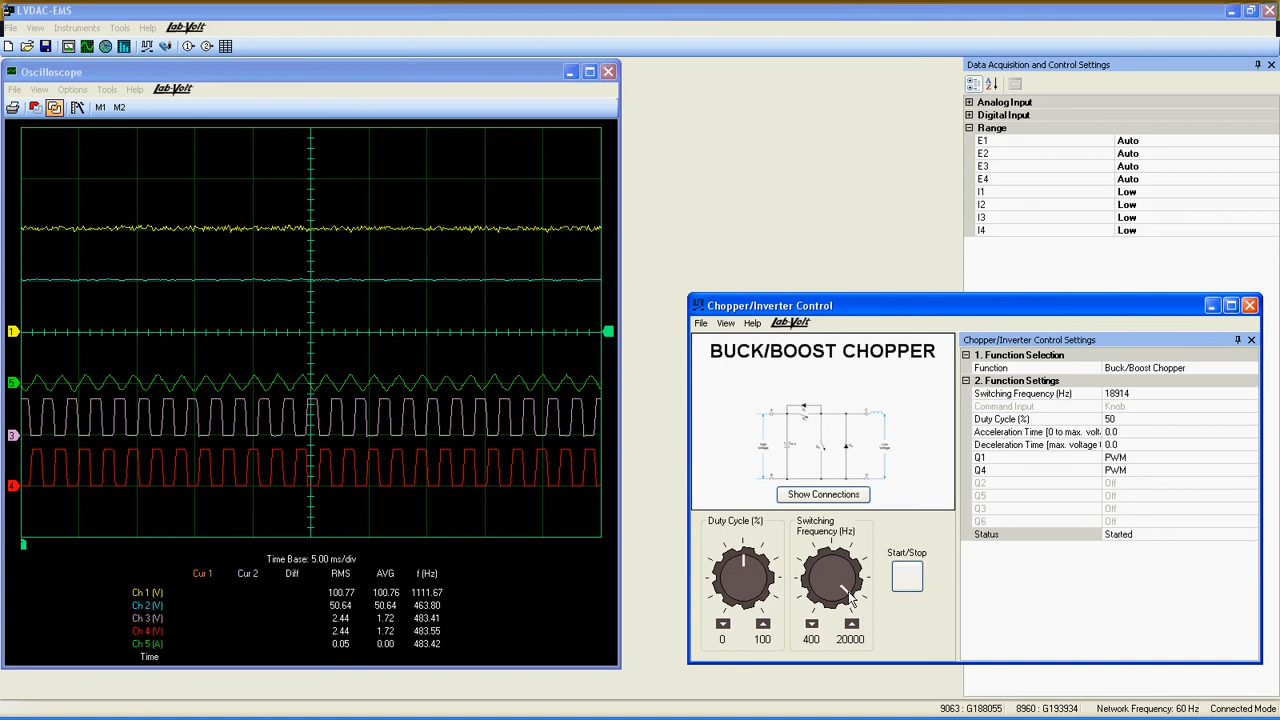 LVDAC-EMS
File View Instruments Tools Help Lab-Volt
Oscilloscope
File View Options Tools Help Lab-Volt
M1 M2
1
5
3
4
Time Base: 5.00 ms/div
Cur 1 Cur 2 Diff RMS AVG f (Hz)
Ch 1 (V) 100.77 100.76 1111.67
Ch 2 (V) 50.64 50.64 463.80
Ch 3 (V) 2.44 1.72 483.41
Ch 4 (V) 2.44 1.72 483.55
Ch 5 (A) 0.05 0.00 483.42
Time
Data Acquisition and Control Settings
Analog Input
Digital Input
Range
E1 Auto
E2 Auto
E3 Auto
E4 Auto
I1 Low
I2 Low
I3 Low
I4 Low
Chopper/Inverter Control
File View Help Lab-Volt
BUCK/BOOST CHOPPER
Show Connections
Duty Cycle (%)
0 100
Switching
Frequency (Hz)
400 20000
Start/Stop
Chopper/Inverter Control Settings
1. Function Selection
Function Buck/Boost Chopper
2. Function Settings
Switching Frequency (Hz) 18914
Command Input Knob
Duty Cycle (%) 50
Acceleration Time [0 to max. volt 0.0
Deceleration Time [max. voltage 0.0
Q1 PWM
Q4 PWM
Q2 Off
Q5 Off
Q3 Off
Q6 Off
Status Started
9063 : G188055 8960 : G193934 Network Frequency: 60 Hz Connected Mode